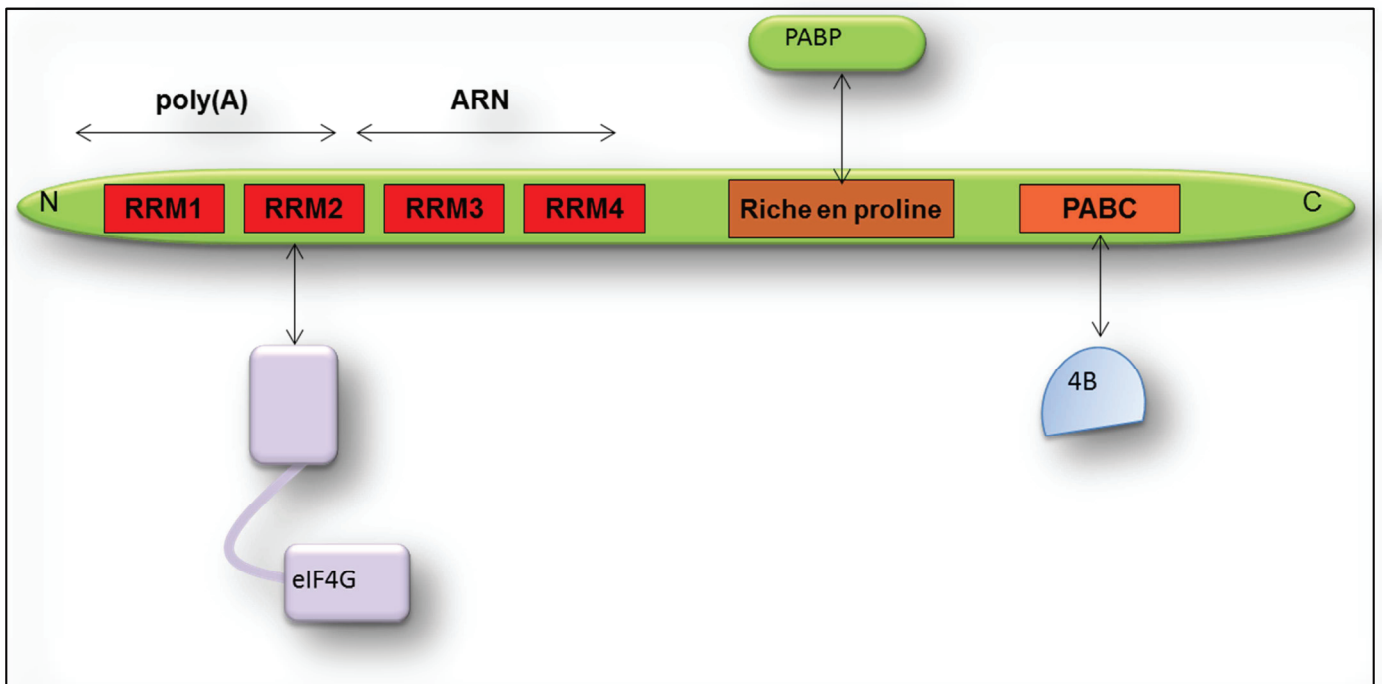 PABP
poly(A) ARN
N RRM1 RRM2 RRM3 RRM4 Riche en proline PABC C
4B
eIF4G